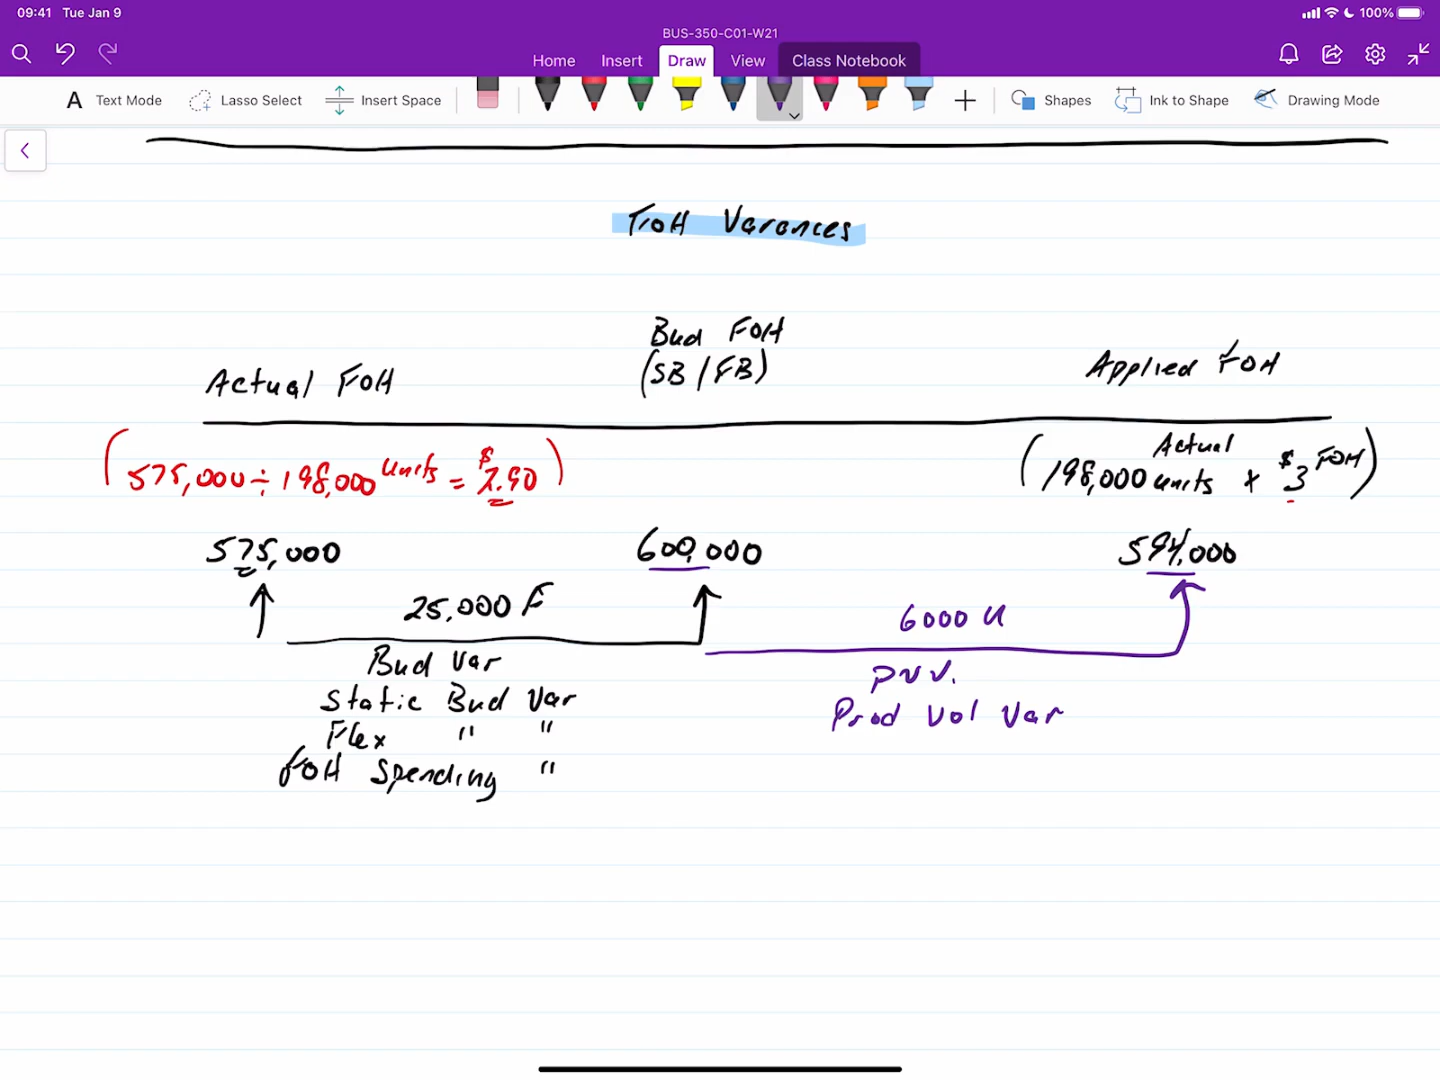 09:41 Tue Jan 9
100%
BUS-350-C01-W21
Home Insert Draw View Class Notebook
A Text Mode Lasso Select Insert Space Shapes Ink to Shape Drawing Mode
FOH Varances
Actual FOH
Bud FOH
(SB/FB)
Applied FOH
(575,000 ÷ 198,000 units = $2.90)
Actual
(198,000 units x $3 FOH)
575,000 600,000 594,000
25,000 F
6000 U
Bud Var
Static Bud Var
Flex " "
FOH Spending "
P V V.
Prod Vol Var